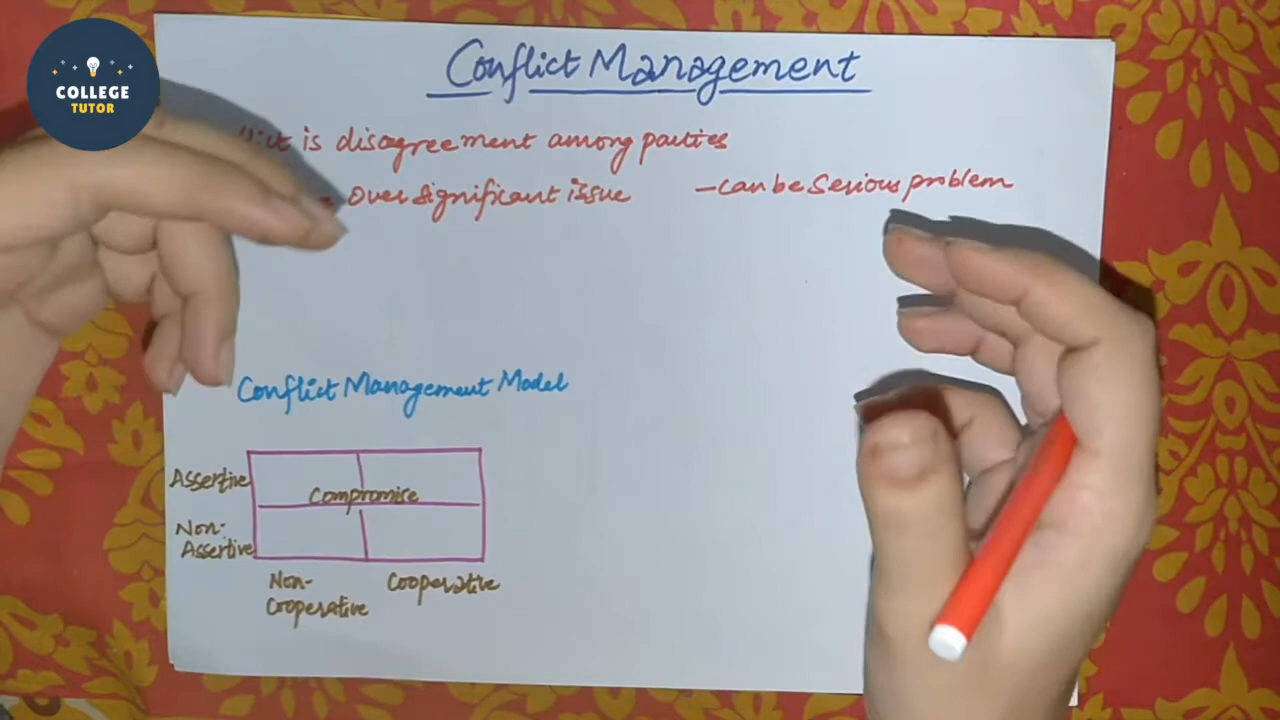 COLLEGE
TUTOR
Conflict Management
is disagreement among parties
Over significant issue
- can be Serious problem
Conflict Management Model
Assertive
Compromise
Non-
Assertive
Non-
Cooperative
Cooperative